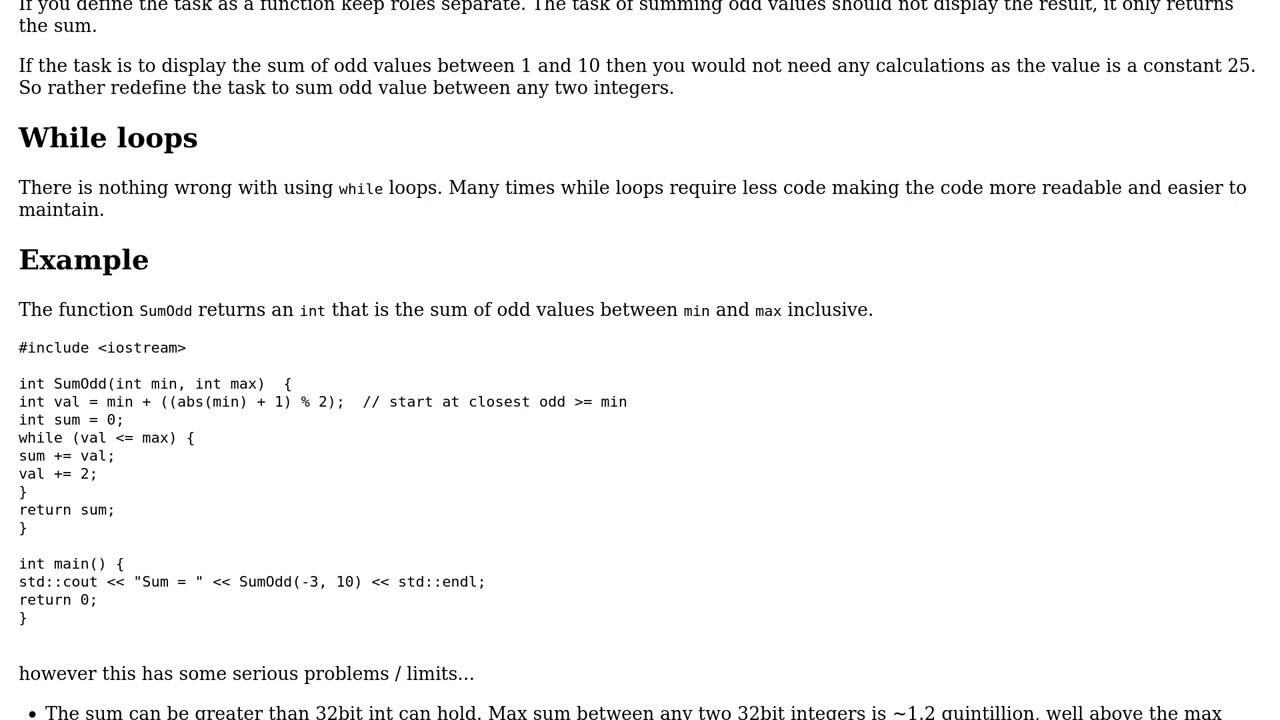 If you define the task as a function keep roles separate. The task of summing odd values should not display the result, it only returns
the sum.
If the task is to display the sum of odd values between 1 and 10 then you would not need any calculations as the value is a constant 25.
So rather redefine the task to sum odd value between any two integers.
While loops
There is nothing wrong with using while loops. Many times while loops require less code making the code more readable and easier to
maintain.
Example
The function SumOdd returns an int that is the sum of odd values between min and max inclusive.
#include <iostream>
int SumOdd(int min, int max)  {
int val = min + ((abs(min) + 1) % 2);  // start at closest odd >= min
int sum = 0;
while (val <= max) {
sum += val;
val += 2;
}
return sum;
}
int main() {
std::cout << "Sum = " << SumOdd(-3, 10) << std::endl;
return 0;
}
however this has some serious problems / limits...
• The sum can be greater than 32bit int can hold. Max sum between any two 32bit integers is ~1.2 quintillion, well above the max